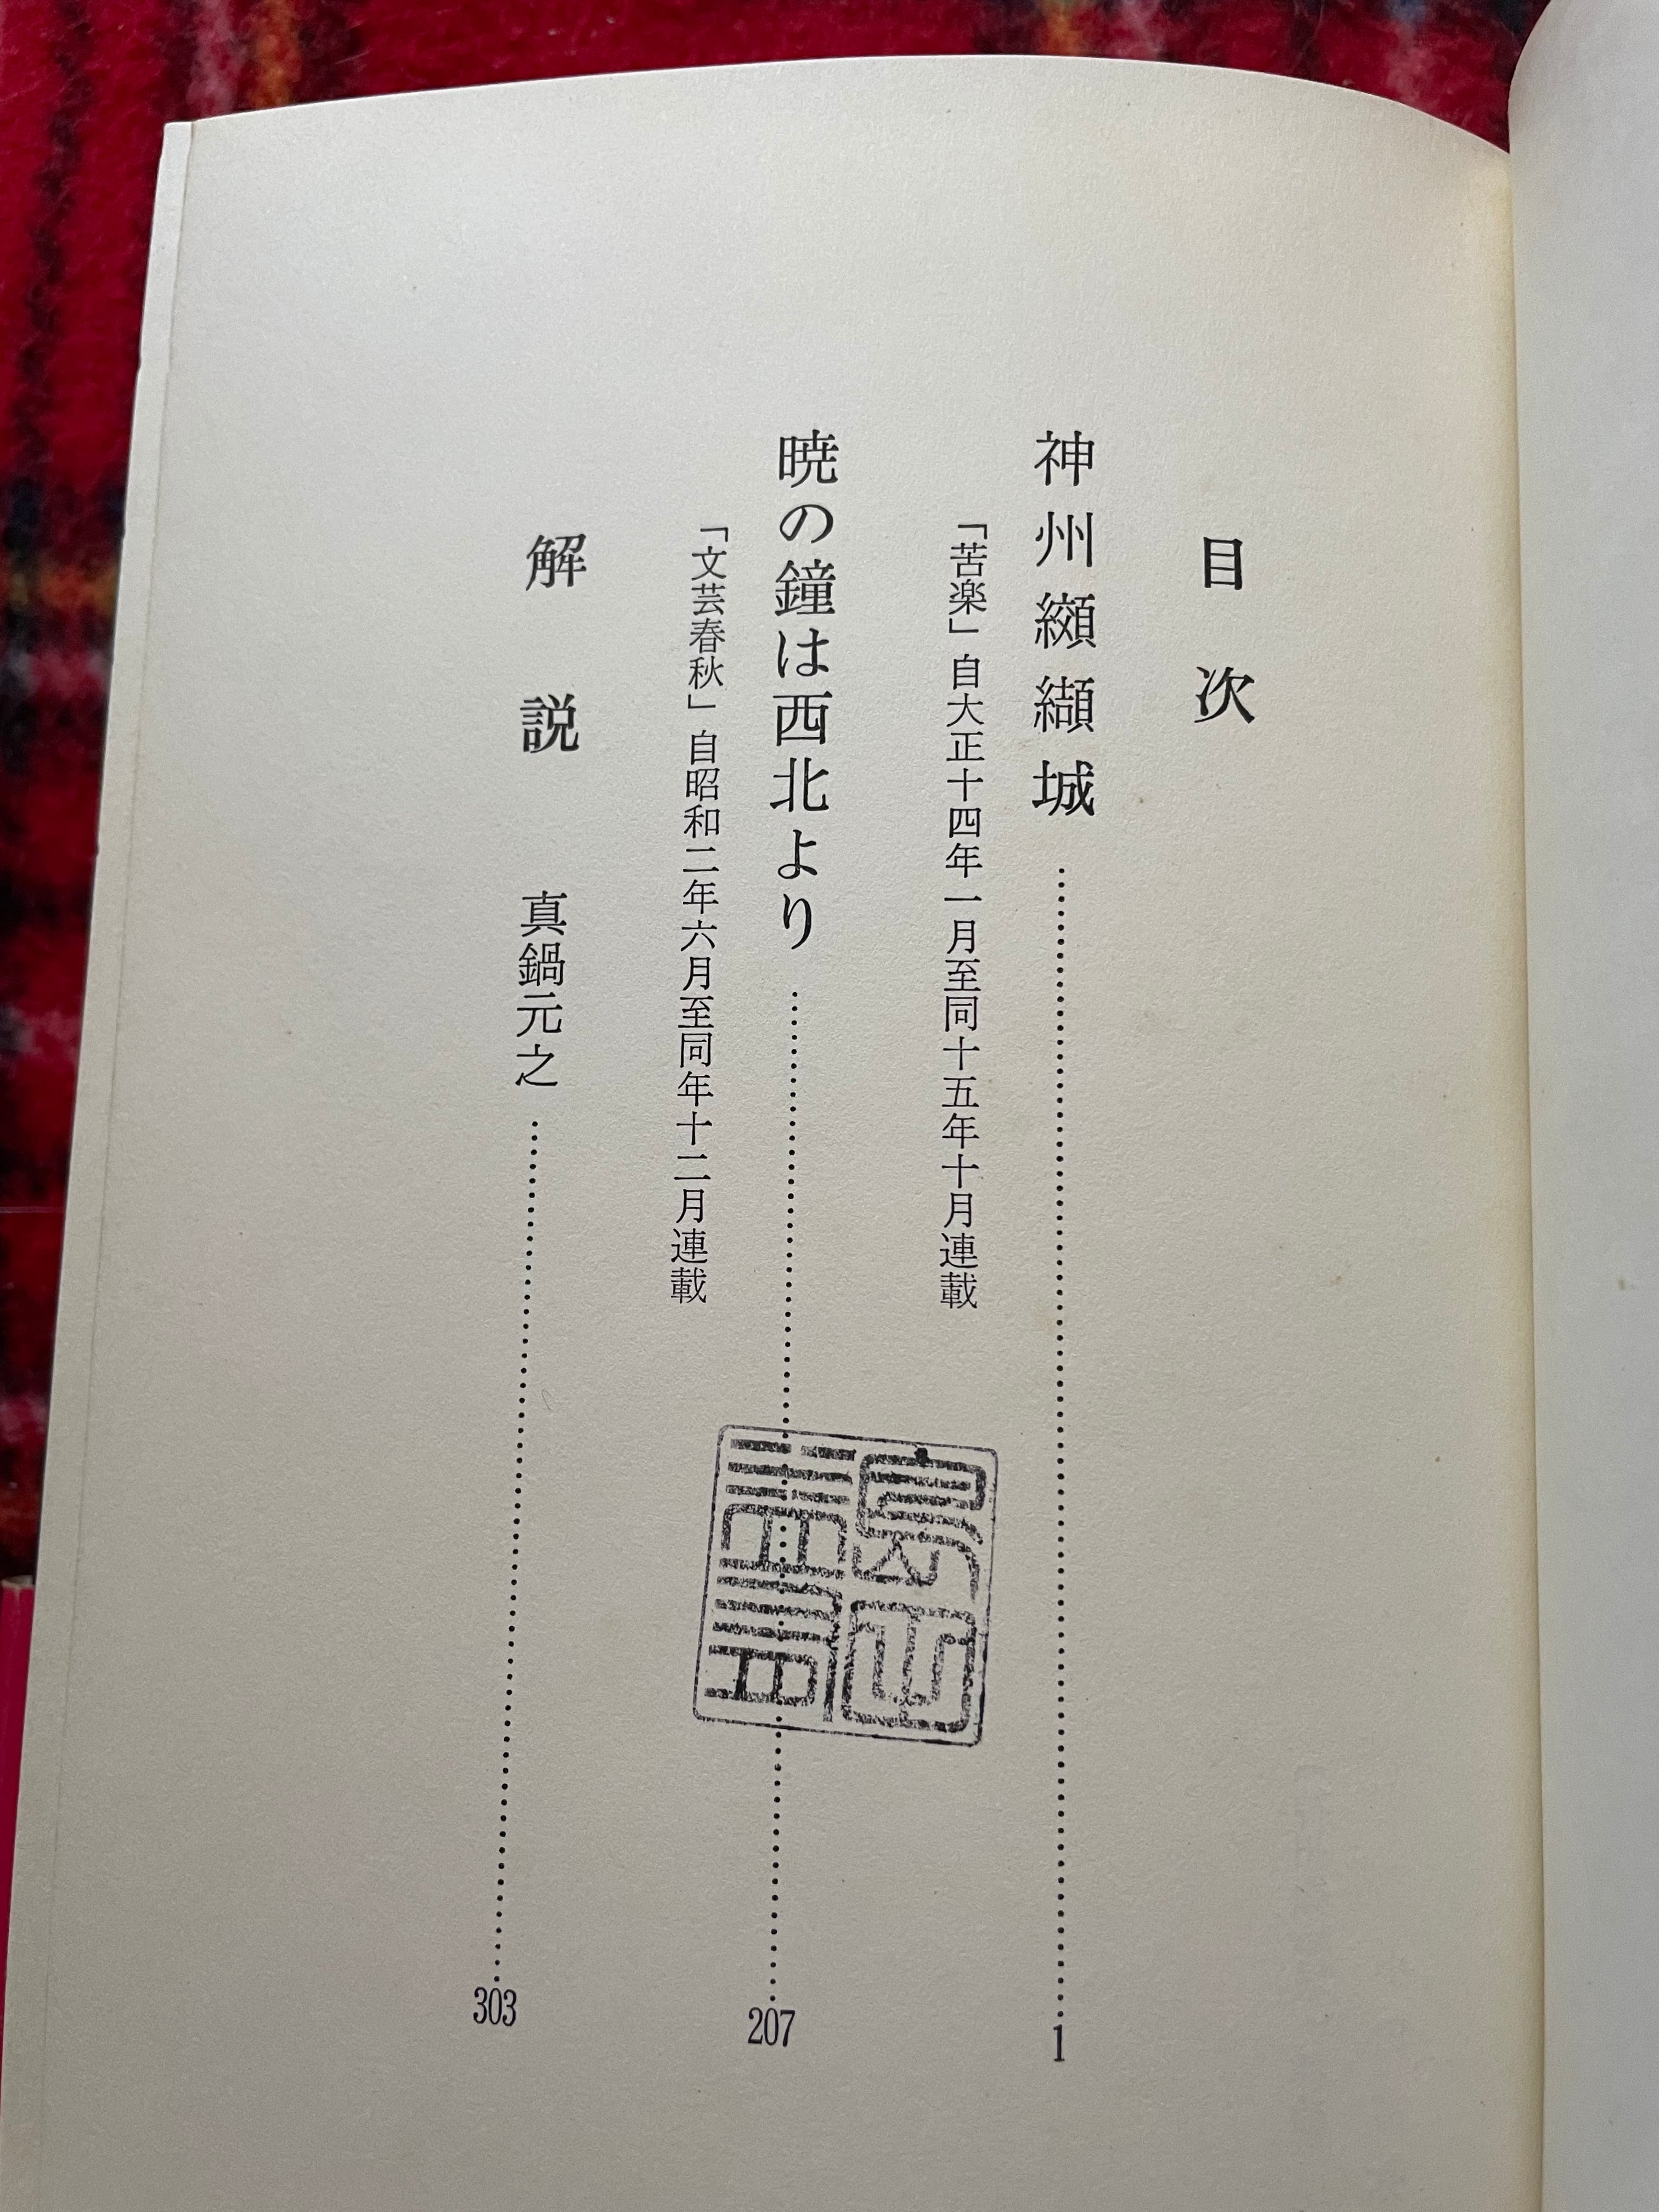 目次
神州纐纈城……1
「苦楽」自大正十四年一月至同十五年十月連載
暁の鐘は西北より……207
「文芸春秋」自昭和二年六月至同年十二月連載
解説 真鍋元之……303